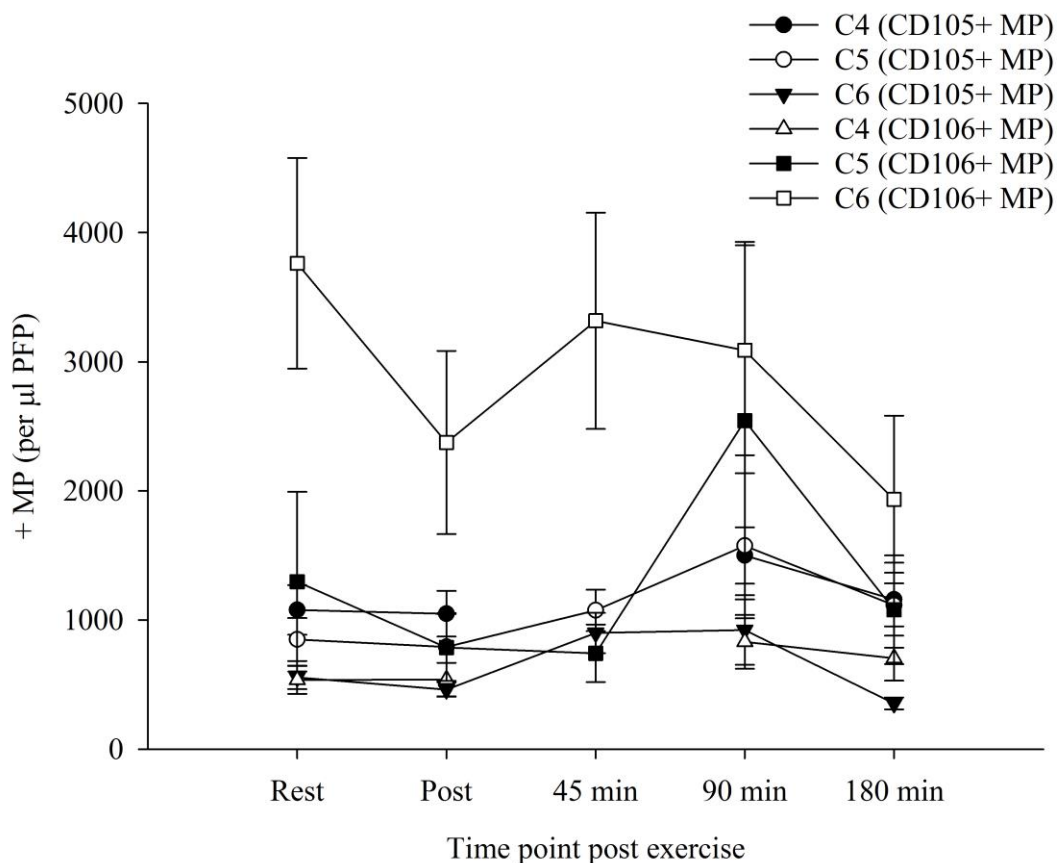 C4 (CD105+ MP)
C5 (CD105+ MP)
C6 (CD105+ MP)
C4 (CD106+ MP)
C5 (CD106+ MP)
C6 (CD106+ MP)
+ MP (per µl PFP)
5000
4000
3000
2000
1000
0
Rest Post 45 min 90 min 180 min
Time point post exercise